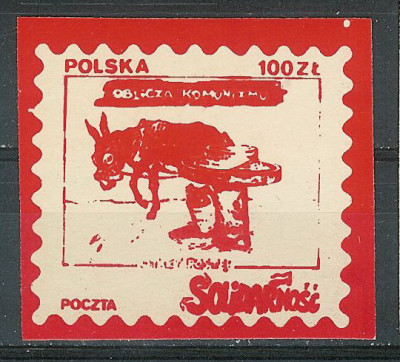 POLSKA 100 ZŁ
OBLICZA KOMUNIZMU
POCZTA SOLIDARNOŚĆ